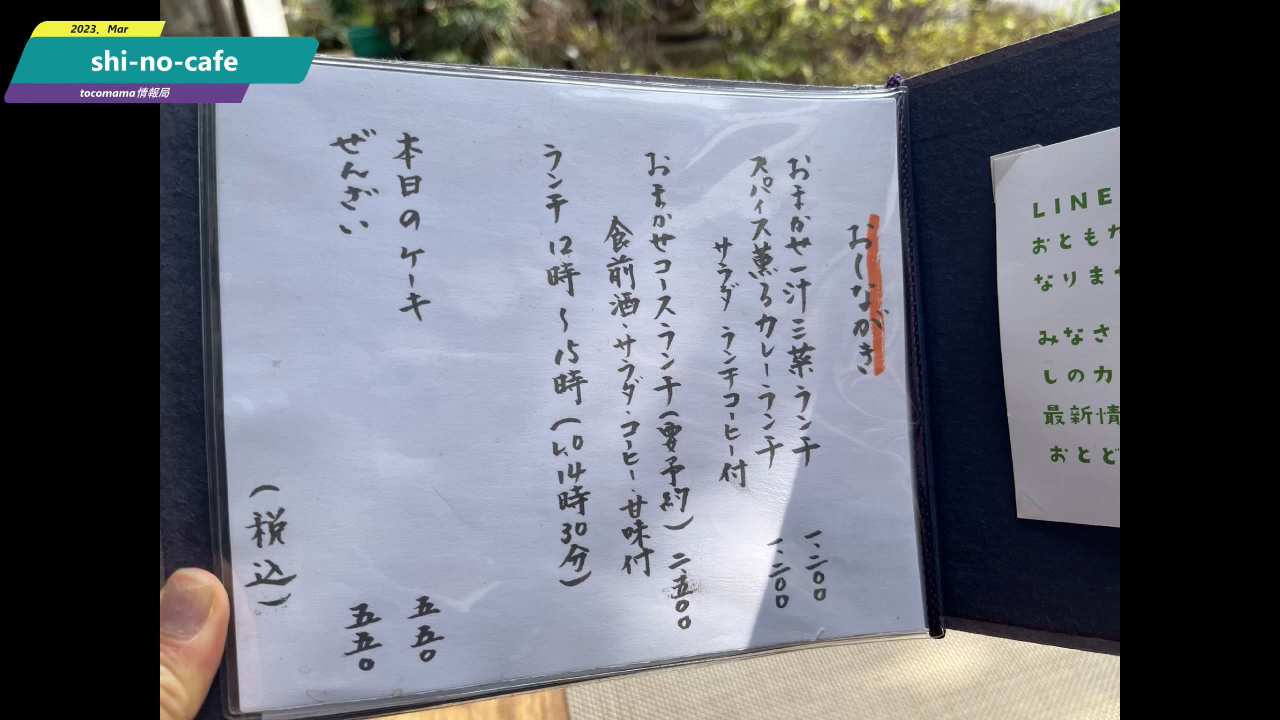 2023. Mar
shi-no-cafe
tocomama情報局
おしながき
おまかせ一汁三菜ランチ 一、二〇〇
スパイス薫るカレーランチ 一、二〇〇
サラダ ランチコーヒー付
おまかせコースランチ(要予約) 二、五〇〇
食前酒、サラダ、コーヒー、甘味付
ランチ 12時〜15時(L.O 14時30分)
本日のケーキ 五五〇
ぜんざい 五五〇
(税込)
LINE
おともだ
なりま
みなさ
しのカ
最新情
おとど